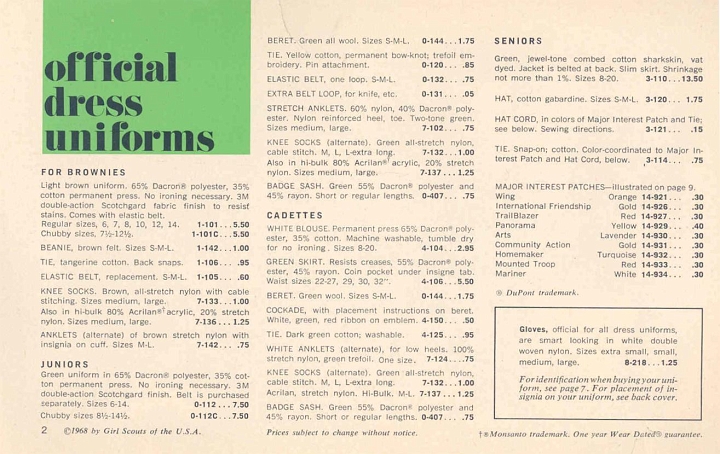 official
dress
uniforms
FOR BROWNIES
Light brown uniform. 65% Dacron® polyester, 35%
cotton permanent press. No ironing necessary. 3M
double-action Scotchgard fabric finish to resist
stains. Comes with elastic belt.
Regular sizes, 6, 7, 8, 10, 12, 14. 1-101...5.50
Chubby sizes, 7½-12½. 1-101C...5.50
BEANIE, brown felt. Sizes S-M-L. 1-142...1.00
TIE, tangerine cotton. Back snaps. 1-106... .95
ELASTIC BELT, replacement. S-M-L. 1-105... .60
KNEE SOCKS. Brown, all-stretch nylon with cable
stitching. Sizes medium, large. 7-133...1.00
Also in hi-bulk 80% Acrilan®† acrylic, 20% stretch
nylon. Sizes medium, large. 7-136...1.25
ANKLETS (alternate) of brown stretch nylon with
insignia on cuff. Sizes M-L. 7-142... .75
JUNIORS
Green uniform in 65% Dacron® polyester, 35% cot-
ton permanent press. No ironing necessary. 3M
double-action Scotchgard finish. Belt is purchased
separately. Sizes 6-14. 0-112...7.50
Chubby sizes 8½-14½. 0-112C...7.50
2 ©1968 by Girl Scouts of the U.S.A.
BERET. Green all wool. Sizes S-M-L. 0-144...1.75
TIE. Yellow cotton, permanent bow-knot; trefoil em-
broidery. Pin attachment. 0-120... .85
ELASTIC BELT, one loop. S-M-L. 0-132... .75
EXTRA BELT LOOP, for knife, etc. 0-131... .05
STRETCH ANKLETS. 60% nylon, 40% Dacron® poly-
ester. Nylon reinforced heel, toe. Two-tone green.
Sizes medium, large. 7-102... .75
KNEE SOCKS (alternate). Green all-stretch nylon,
cable stitch. M, L, L-extra long. 7-132...1.00
Also in hi-bulk 80% Acrilan®† acrylic, 20% stretch
nylon. Sizes medium, large. 7-137...1.25
BADGE SASH. Green 55% Dacron® polyester and
45% rayon. Short or regular lengths. 0-407... .75
CADETTES
WHITE BLOUSE. Permanent press 65% Dacron® poly-
ester, 35% cotton. Machine washable, tumble dry
for no ironing. Sizes 8-20. 4-104...2.95
GREEN SKIRT. Resists creases, 55% Dacron® poly-
ester, 45% rayon. Coin pocket under insigne tab.
Waist sizes 22-27, 29, 30, 32". 4-106...5.50
BERET. Green wool. Sizes S-M-L. 0-144...1.75
COCKADE, with placement instructions on beret.
White, green, red ribbon on emblem. 4-150... .50
TIE. Dark green cotton; washable. 4-125... .95
WHITE ANKLETS (alternate), for low heels. 100%
stretch nylon, green trefoil. One size. 7-124... .75
KNEE SOCKS (alternate). Green all-stretch nylon,
cable stitch. M, L, L-extra long. 7-132...1.00
Acrilan, stretch nylon. Hi-Bulk. M-L. 7-137...1.25
BADGE SASH. Green 55% Dacron® polyester and
45% rayon. Short or regular lengths. 0-407... .75
Prices subject to change without notice.
SENIORS
Green, jewel-tone combed cotton sharkskin, vat
dyed. Jacket is belted at back. Slim skirt. Shrinkage
not more than 1%. Sizes 8-20. 3-110...13.50
HAT, cotton gabardine. Sizes S-M-L. 3-120... 1.75
HAT CORD, in colors of Major Interest Patch and Tie;
see below. Sewing directions. 3-121... .15
TIE. Snap-on; cotton. Color-coordinated to Major In-
terest Patch and Hat Cord, below. 3-114... .75
MAJOR INTEREST PATCHES—illustrated on page 9.
Wing Orange 14-921... .30
International Friendship Gold 14-926... .30
TrailBlazer Red 14-927... .30
Panorama Yellow 14-929... .40
Arts Lavender 14-930... .30
Community Action Gold 14-931... .30
Homemaker Turquoise 14-932... .30
Mounted Troop Red 14-933... .30
Mariner White 14-934... .30
® DuPont trademark.
Gloves, official for all dress uniforms,
are smart looking in white double
woven nylon. Sizes extra small, small,
medium, large. 8-218...1.25
For identification when buying your uni-
form, see page 7. For placement of in-
signia on your uniform, see back cover.
†®Monsanto trademark. One year Wear Dated® guarantee.